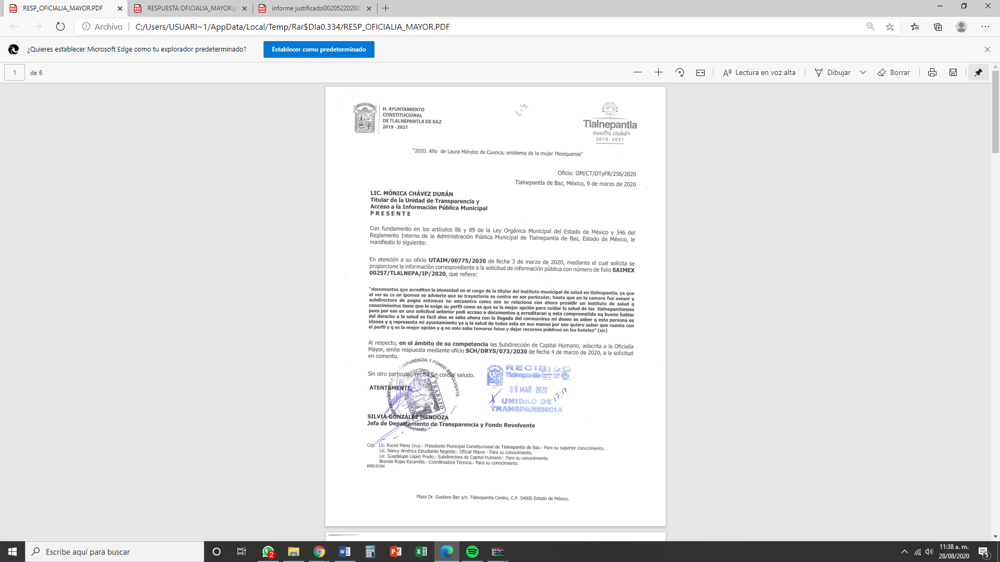 RESP_OFICIALIA_MAYOR.PDF
RESPUESTA OFICIALIA_MAYOR.p
informe justificado00205220200
Archivo
C:/Users/USUARI~1/AppData/Local/Temp/Rar$DIa0.334/RESP_OFICIALIA_MAYOR.PDF
¿Quieres establecer Microsoft Edge como tu explorador predeterminado?
Establecer como predeterminado
1 de 6
Lectura en voz alta
Dibujar
Borrar
H. AYUNTAMIENTO
CONSTITUCIONAL
DE TLALNEPANTLA DE BAZ
2019 - 2021
CULTURA
Liz
Tlalnepantla
nuestra ciudad
2019 - 2021
"2020. Año de Laura Méndez de Cuenca; emblema de la mujer Mexiquense"
Oficio: OM/CT/DTyFR/256/2020
Tlalnepantla de Baz, México, 9 de marzo de 2020
LIC. MÓNICA CHÁVEZ DURÁN
Titular de la Unidad de Transparencia y
Acceso a la Información Pública Municipal
P R E S E N T E
Con fundamento en los artículos 86 y 89 de la Ley Orgánica Municipal del Estado de México y 346 del
Reglamento Interno de la Administración Pública Municipal de Tlalnepantla de Baz, Estado de México, le
manifiesto lo siguiente:
En atención a su oficio UTAIM/00775/2020 de fecha 3 de marzo de 2020, mediante el cual solicita se
proporcione la información correspondiente a la solicitud de información pública con número de folio SAIMEX
00257/TLALNEPA/IP/2020, que refiere:
"documentos que acrediten la idoneidad en el cargo de la titular del instituto municipal de salud en tlalnepantla, ya que
al ver su cv en ipomex se advierte que su trayectoria se centra en ser particular, hasta que en la camara fue asesor y
subdirectora de pagos entonces no encuentro como eso se relaciona con ahora presidir un instituto de salud q
conocimientos tiene que le exige su perfil como es que es la mejor opción para cuidar la salud de los tlalnepantlenses
pues por eso en una solicitud anterior pedi acceso a documentos q acreditaran q esta comprometida xq bueno hablar
del derecho a la salud es facil sino se sabe ahora con la llegada del coronavirus mi deseo es saber q esta persona es
idonea y q representa mi ayuntamiento ya q la salud de todos esta en sus manos por eso quiero saber que cuenta con
el perfil y q es la mejor opción y q no solo sabe tomarse fotos y dejar recursos públicos en los hoteles" (sic)
Al respecto, en el ámbito de su competencia las Subdirección de Capital Humano, adscrita a la Oficialía
Mayor, emite respuesta mediante oficio SCH/DRYS/073/2020 de fecha 4 de marzo de 2020, a la solicitud
en comento.
Sin otro particular, reciba un cordial saludo.
ATENTAMENTE
TRABAJO
RECIBIDO
Tlalnepantla
09 MAR 2020
17:17
UNIDAD DE
TRANSPARENCIA
SILVIA GONZÁLEZ MENDOZA
Jefa de Departamento de Transparencia y Fondo Revolvente
Ccp. Lic. Raciel Pérez Cruz.- Presidente Municipal Constitucional de Tlalnepantla de Baz.- Para su superior conocimiento.
Lic. Nancy América Estudiante Negrete.- Oficial Mayor.- Para su conocimiento.
Lic. Guadalupe López Prado.- Subdirectora de Capital Humano.- Para su conocimiento.
Brenda Rojas Escamilla.- Coordinadora Técnica.- Para su conocimiento.
BRE/SGM
Plaza Dr. Gustavo Baz s/n, Tlalnepantla Centro, C.P. 54000 Estado de México.
Escribe aquí para buscar
2
11:38 a. m.
28/08/2020
5